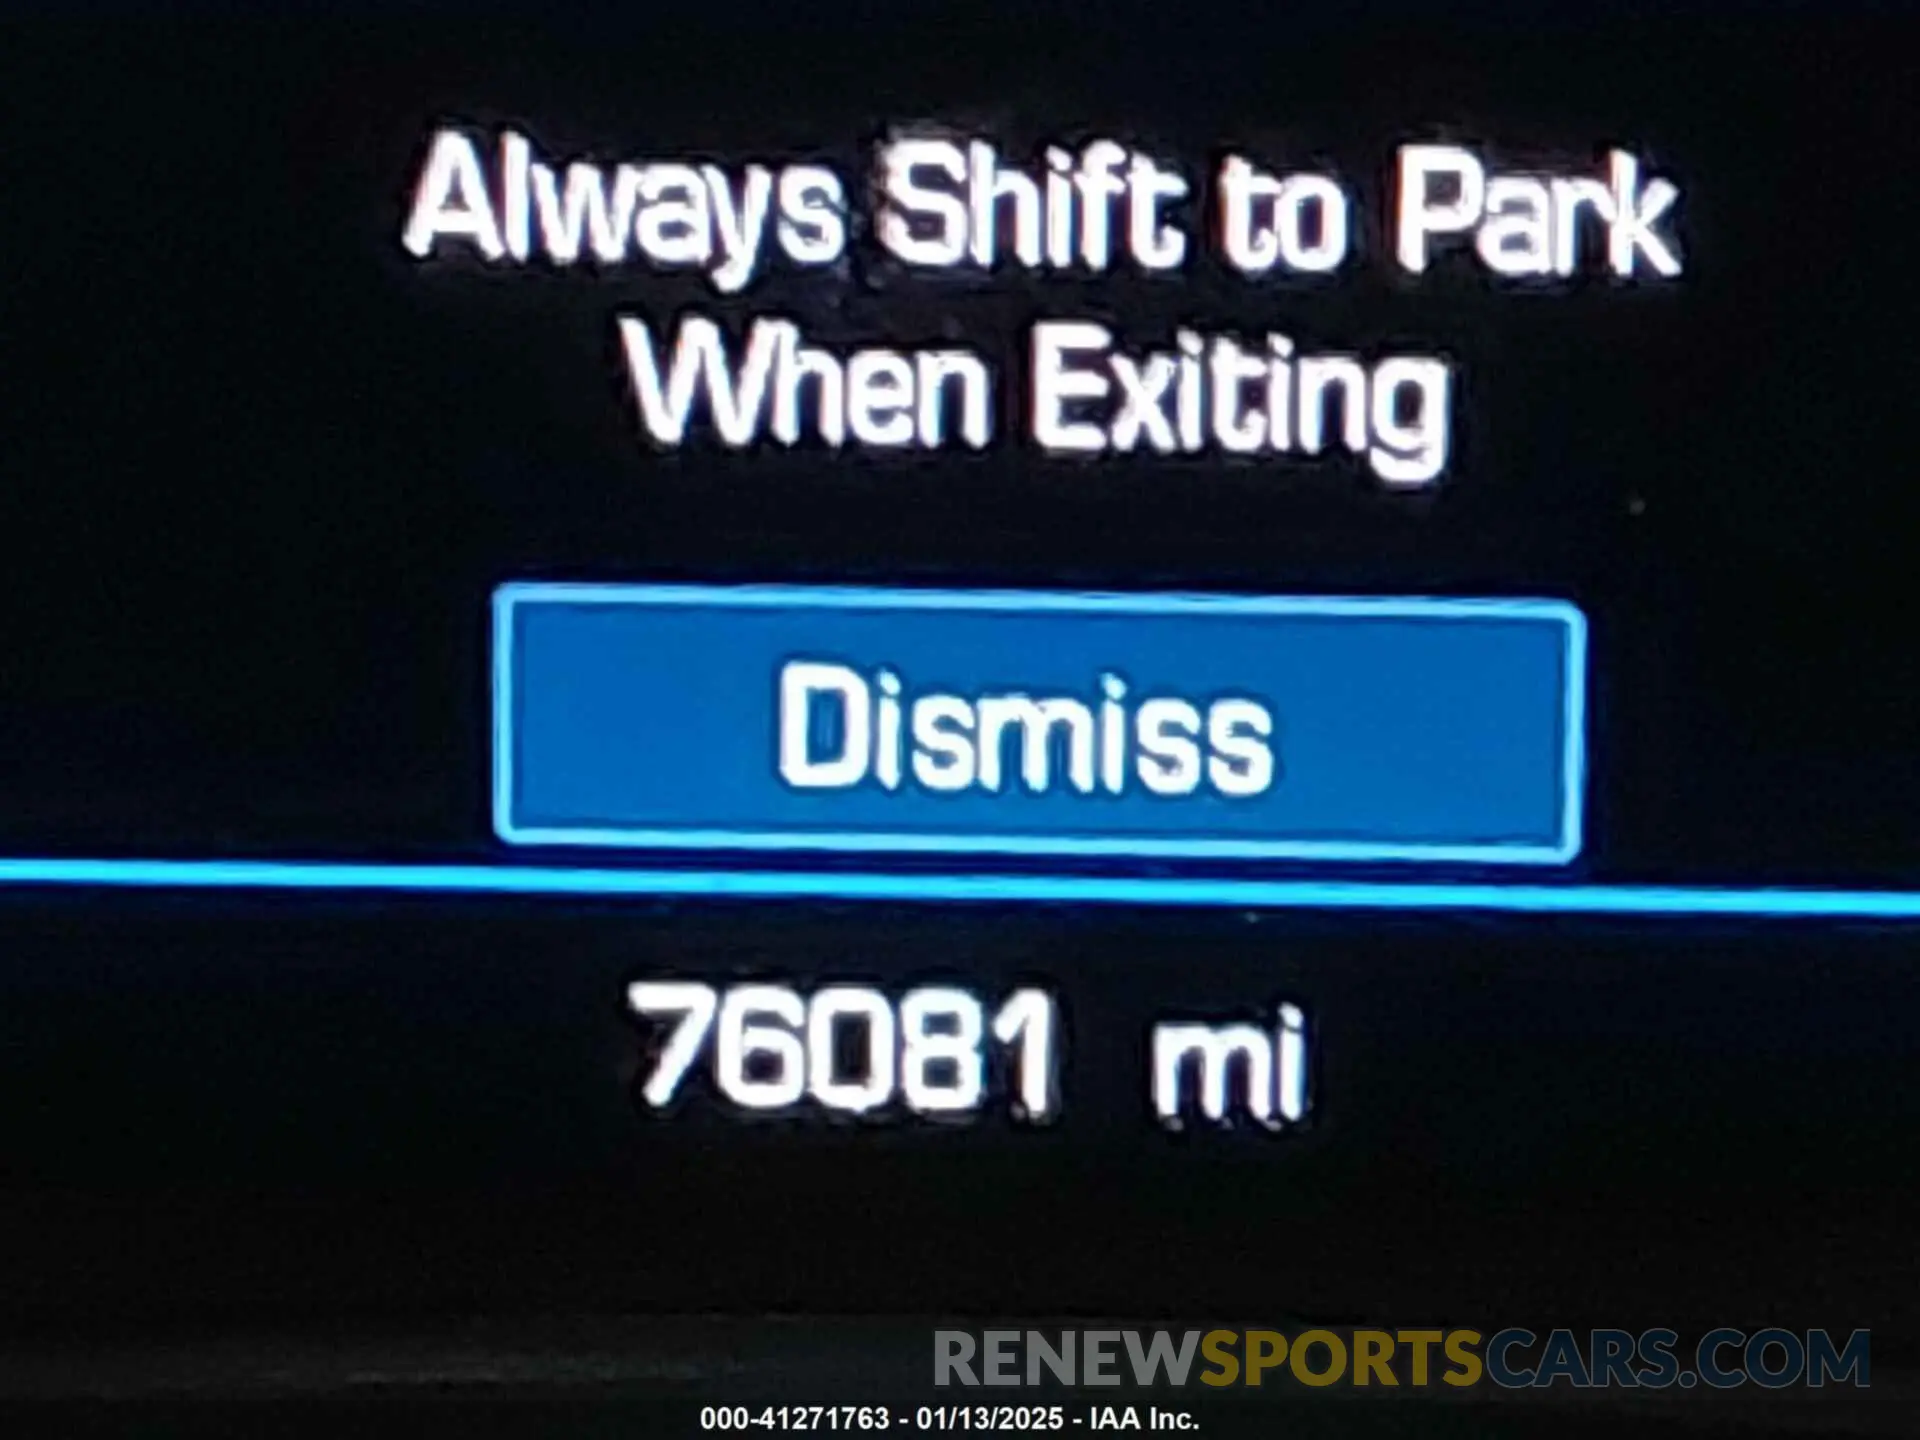 Always Shift to Park
When Exiting
Dismiss
76081 mi
RENEWSPORTSCARS.COM
000-41271763 - 01/13/2025 - IAA Inc.